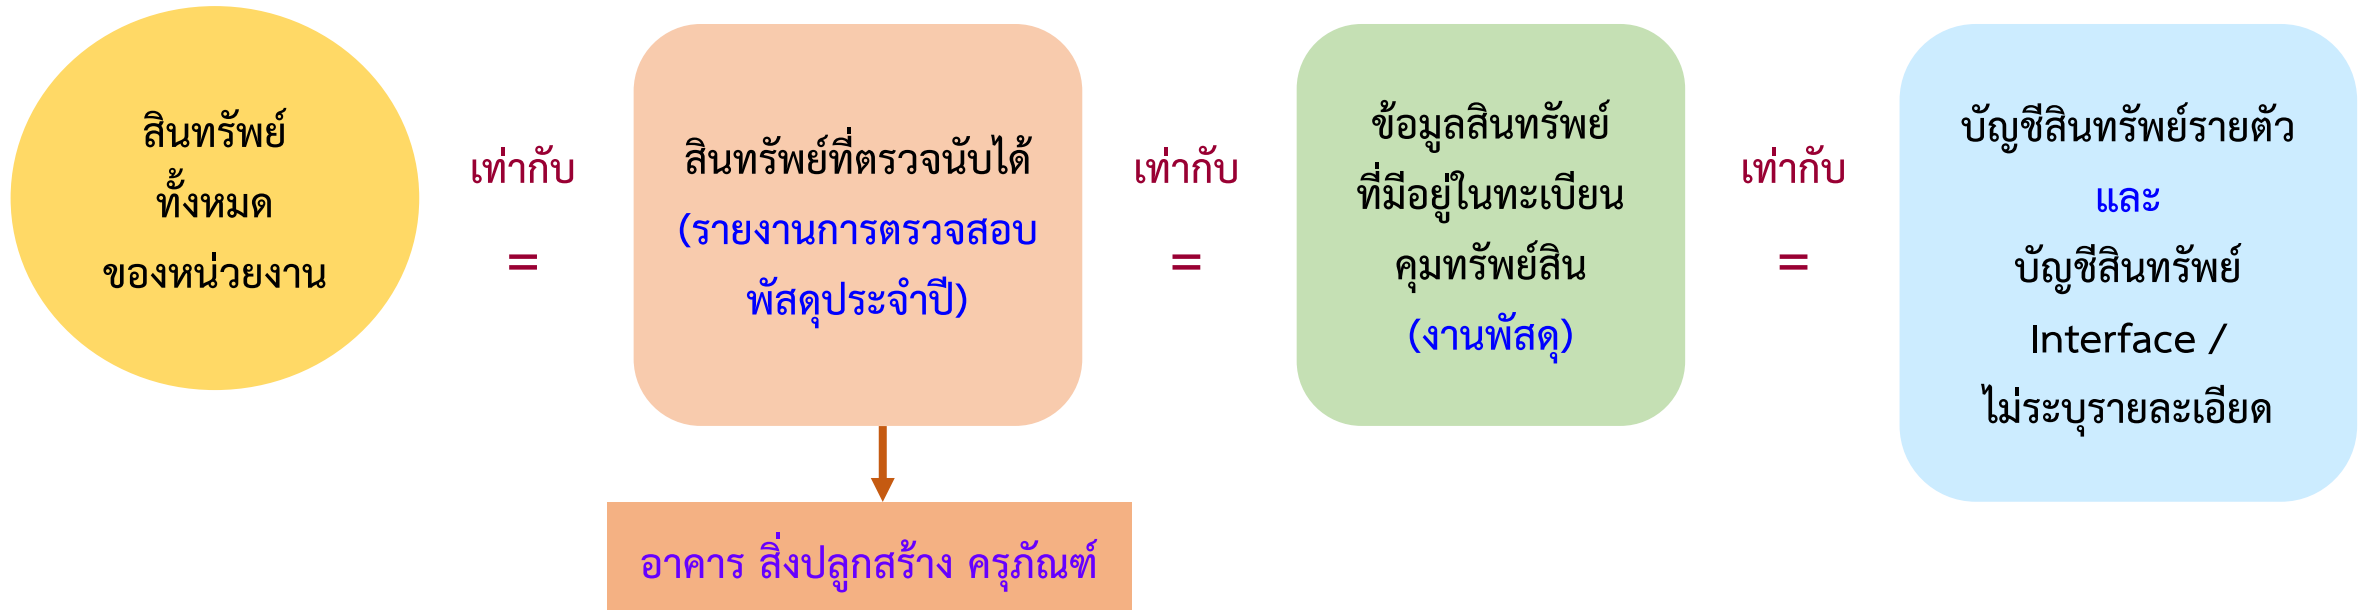 สินทรัพย์
ทั้งหมด
ของหน่วยงาน
เท่ากับ
=
สินทรัพย์ที่ตรวจนับได้
(รายงานการตรวจสอบ
พัสดุประจำปี)
เท่ากับ
=
ข้อมูลสินทรัพย์
ที่มีอยู่ในทะเบียน
คุมทรัพย์สิน
(งานพัสดุ)
เท่ากับ
=
บัญชีสินทรัพย์รายตัว
และ
บัญชีสินทรัพย์
Interface /
ไม่ระบุรายละเอียด
อาคาร สิ่งปลูกสร้าง ครุภัณฑ์